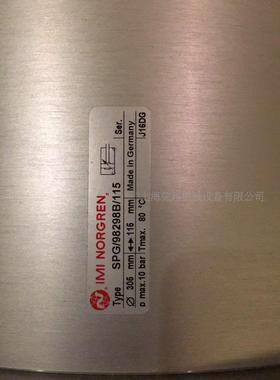 IMI NORGREN
Type
Ser.
SPG/98298B/115
Ø 305 mm ◄► 115 mm Made in Germany
p max.10 bar Tmax. 80 °C J16DG